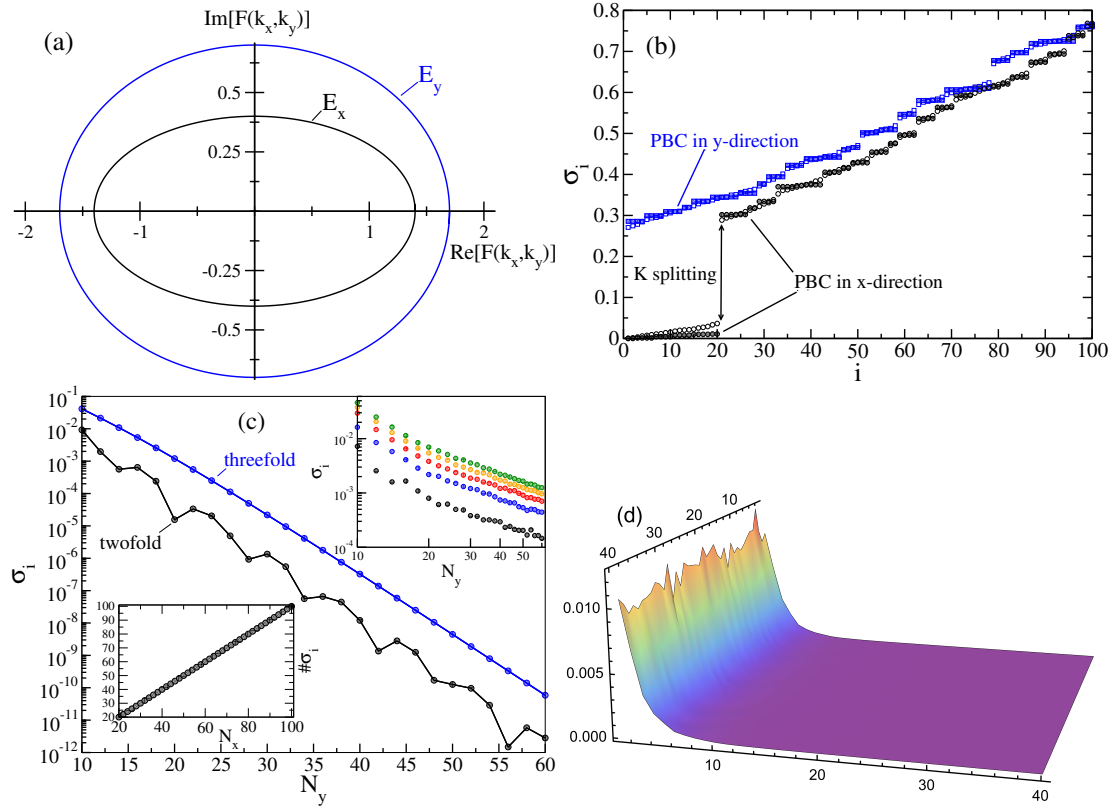 (a)
Im[F(k_x,k_y)]
E_y
E_x
0.5
0.25
-0.25
-0.5
-2
-1
1
2
Re[F(k_x,k_y)]
(b)
0.8
0.7
0.6
0.5
0.4
0.3
0.2
0.1
0
σ_i
PBC in y-direction
K splitting
PBC in x-direction
0 10 20 30 40 50 60 70 80 90 100
i
(c)
10^-1
10^-2
10^-3
10^-4
10^-5
10^-6
10^-7
10^-8
10^-9
10^-10
10^-11
10^-12
σ_i
threefold
twofold
10 15 20 25 30 35 40 45 50 55 60
N_y
σ_i
10^-2
10^-3
10^-4
10 20 30 40 50
N_y
100
90
80
70
60
50
40
30
20
#σ_i
20 40 60 80 100
N_x
(d)
10
20
30
40
0.010
0.005
0.000
10
20
30
40